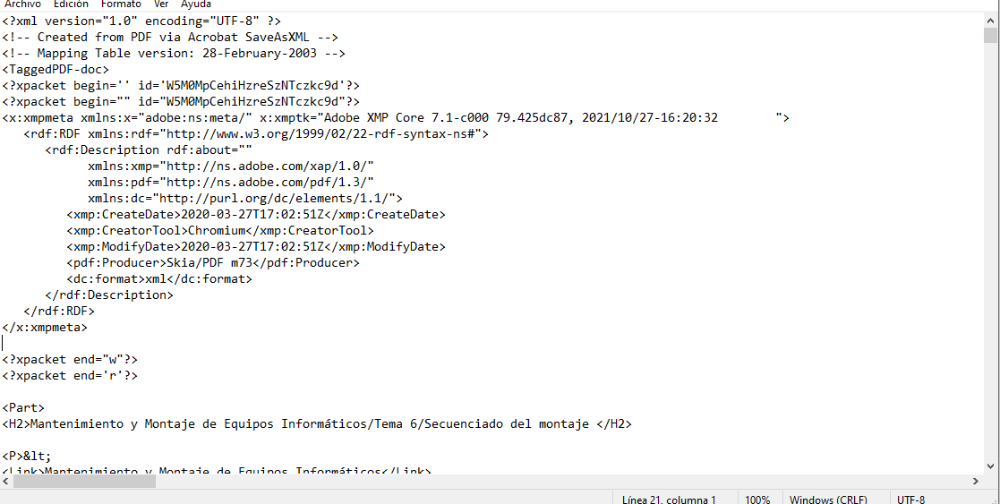 Archivo Edición Formato Ver Ayuda
<?xml version="1.0" encoding="UTF-8" ?>
<!-- Created from PDF via Acrobat SaveAsXML -->
<!-- Mapping Table version: 28-February-2003 -->
<TaggedPDF-doc>
<?xpacket begin='' id='W5M0MpCehiHzreSzNTczkc9d'?>
<?xpacket begin="" id="W5M0MpCehiHzreSzNTczkc9d"?>
<x:xmpmeta xmlns:x="adobe:ns:meta/" x:xmptk="Adobe XMP Core 7.1-c000 79.425dc87, 2021/10/27-16:20:32        ">
   <rdf:RDF xmlns:rdf="http://www.w3.org/1999/02/22-rdf-syntax-ns#">
      <rdf:Description rdf:about=""
            xmlns:xmp="http://ns.adobe.com/xap/1.0/"
            xmlns:pdf="http://ns.adobe.com/pdf/1.3/"
            xmlns:dc="http://purl.org/dc/elements/1.1/">
         <xmp:CreateDate>2020-03-27T17:02:51Z</xmp:CreateDate>
         <xmp:CreatorTool>Chromium</xmp:CreatorTool>
         <xmp:ModifyDate>2020-03-27T17:02:51Z</xmp:ModifyDate>
         <pdf:Producer>Skia/PDF m73</pdf:Producer>
         <dc:format>xml</dc:format>
      </rdf:Description>
   </rdf:RDF>
</x:xmpmeta>
<?xpacket end="w"?>
<?xpacket end='r'?>
<Part>
<H2>Mantenimiento y Montaje de Equipos Informáticos/Tema 6/Secuenciado del montaje </H2>
<P>&lt;
<Link>Mantenimiento y Montaje de Equipos Informáticos</Link>
Línea 21, columna 1 100% Windows (CRLF) UTF-8